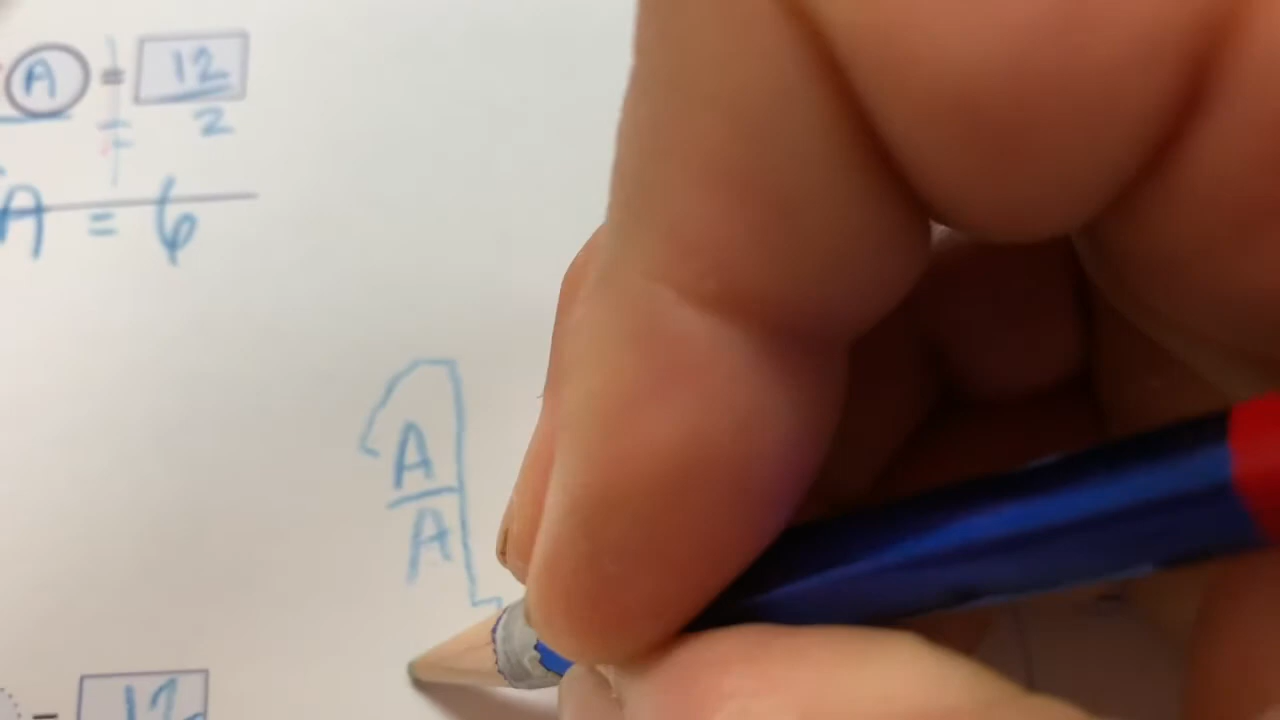 A = 12
2
A = 6
A
A
= 12